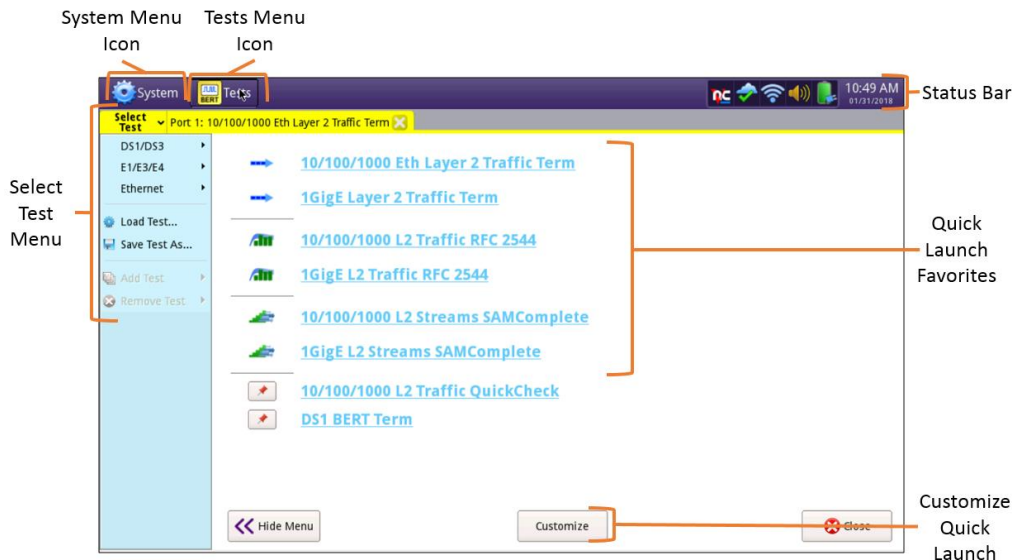 System Menu Icon
Tests Menu Icon
System
BERT
Tests
nc
10:49 AM
01/31/2018
Status Bar
Select Test
Port 1: 10/100/1000 Eth Layer 2 Traffic Term
DS1/DS3
E1/E3/E4
Ethernet
Load Test...
Save Test As...
Add Test
Remove Test
Select Test Menu
10/100/1000 Eth Layer 2 Traffic Term
1GigE Layer 2 Traffic Term
10/100/1000 L2 Traffic RFC 2544
1GigE L2 Traffic RFC 2544
10/100/1000 L2 Streams SAMComplete
1GigE L2 Streams SAMComplete
10/100/1000 L2 Traffic QuickCheck
DS1 BERT Term
Quick Launch Favorites
Hide Menu
Customize
Close
Customize Quick Launch